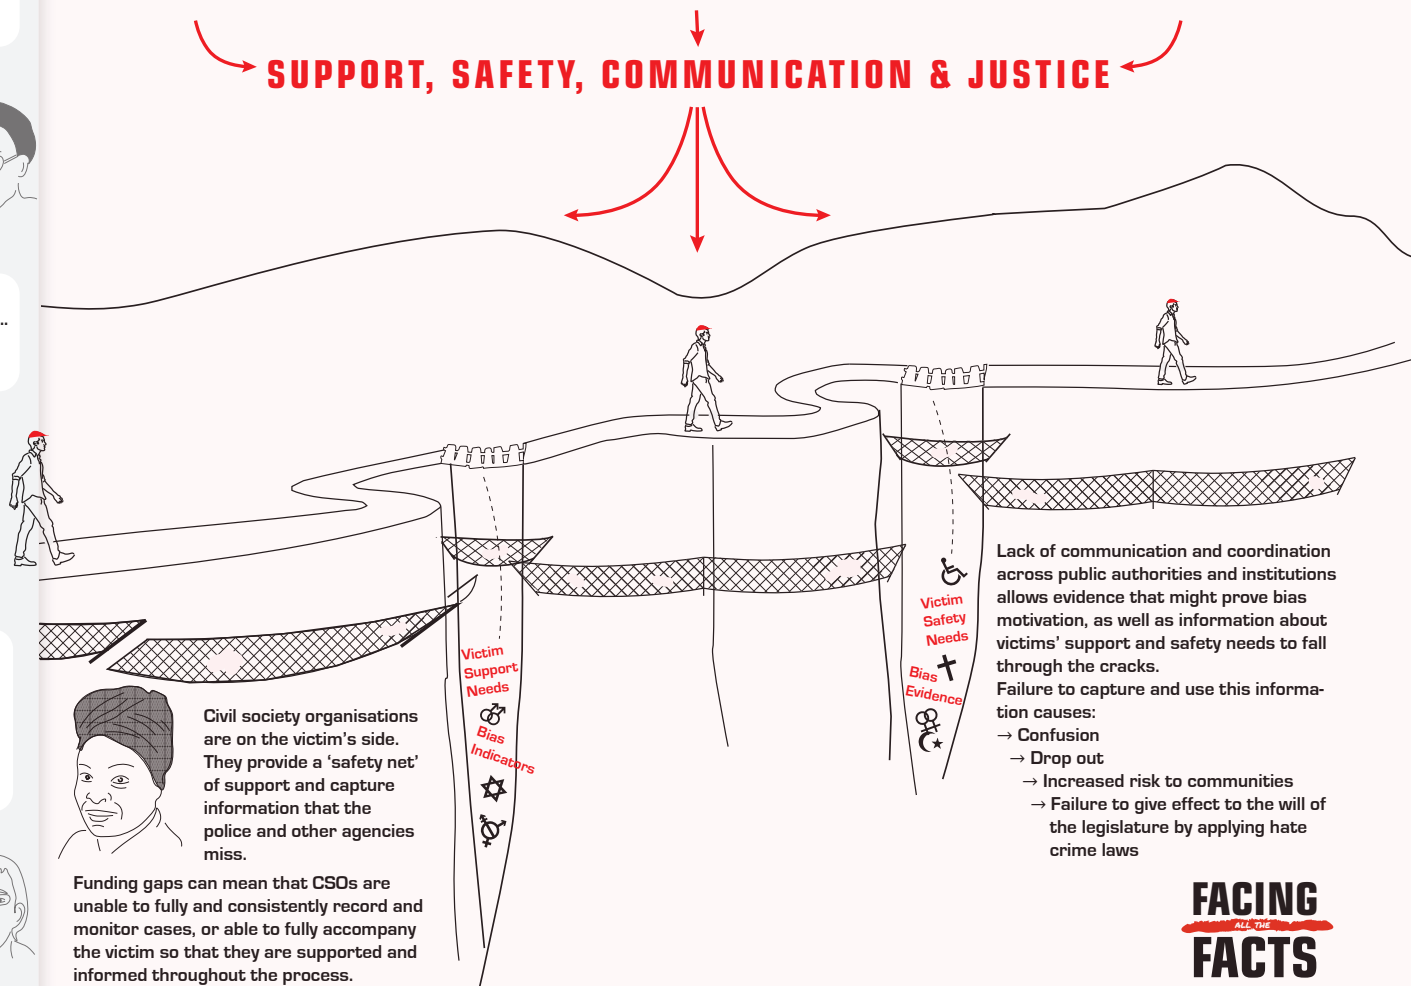 SUPPORT, SAFETY, COMMUNICATION & JUSTICE
..
Victim
Support
Needs
Bias
Indicators
Victim
Safety
Needs
Bias
Evidence
Civil society organisations
are on the victim's side.
They provide a ‘safety net’
of support and capture
information that the
police and other agencies
miss.
Funding gaps can mean that CSOs are
unable to fully and consistently record and
monitor cases, or able to fully accompany
the victim so that they are supported and
informed throughout the process.
Lack of communication and coordination
across public authorities and institutions
allows evidence that might prove bias
motivation, as well as information about
victims’ support and safety needs to fall
through the cracks.
Failure to capture and use this informa-
tion causes:
→ Confusion
→ Drop out
→ Increased risk to communities
→ Failure to give effect to the will of
the legislature by applying hate
crime laws
FACING
ALL THE
FACTS